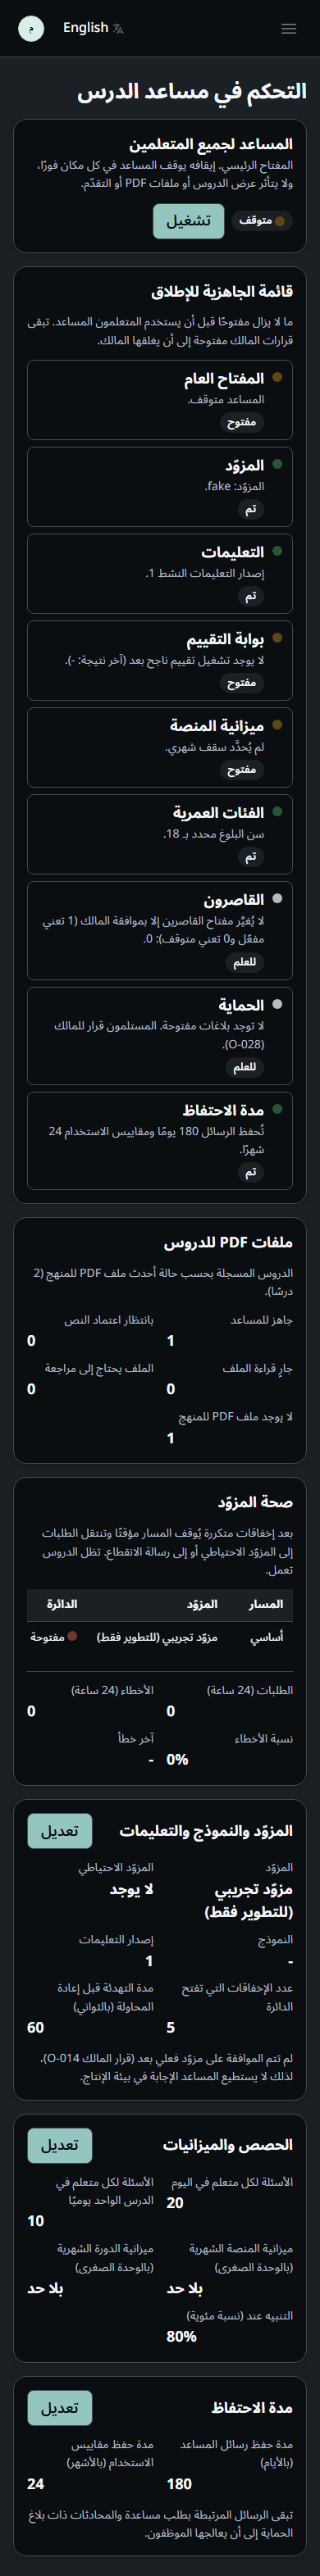 م
English
التحكم في مساعد الدرس
المساعد لجميع المتعلمين
المفتاح الرئيسي. إيقافه يوقف المساعد في كل مكان فورًا،
ولا يتأثر عرض الدروس أو ملفات PDF أو التقدّم.
متوقف
تشغيل
قائمة الجاهزية للإطلاق
ما لا يزال مفتوحًا قبل أن يستخدم المتعلمون المساعد. تبقى
قرارات المالك مفتوحة إلى أن يغلقها المالك.
المفتاح العام
المساعد متوقف.
مفتوح
المزوّد
المزوّد: fake.
تم
التعليمات
إصدار التعليمات النشط 1.
تم
بوابة التقييم
لا يوجد تشغيل تقييم ناجح بعد (آخر نتيجة: -).
مفتوح
ميزانية المنصة
لم يُحدَّد سقف شهري.
مفتوح
الفئات العمرية
سن البلوغ محدد بـ 18.
تم
القاصرون
لا يُغيَّر مفتاح القاصرين إلا بموافقة المالك (1 تعني
مفعّل و0 تعني متوقف): 0.
للعلم
الحماية
لا توجد بلاغات مفتوحة. المستلمون قرار للمالك
(O-028).
للعلم
مدة الاحتفاظ
تُحفظ الرسائل 180 يومًا ومقاييس الاستخدام 24
شهرًا.
تم
ملفات PDF للدروس
الدروس المسجلة بحسب حالة أحدث ملف PDF للمنهج (2
درسًا).
جاهز للمساعد
1
بانتظار اعتماد النص
0
جارٍ قراءة الملف
0
الملف يحتاج إلى مراجعة
0
لا يوجد ملف PDF للمنهج
1
صحة المزوّد
بعد إخفاقات متكررة يُوقف المسار مؤقتًا وتنتقل الطلبات
إلى المزوّد الاحتياطي أو إلى رسالة الانقطاع. تظل الدروس
تعمل.
المسار المزوّد الدائرة
أساسي مزوّد تجريبي (للتطوير فقط) مفتوحة
الطلبات (24 ساعة)
0
الأخطاء (24 ساعة)
0
نسبة الأخطاء
0%
آخر خطأ
-
المزوّد والنموذج والتعليمات
تعديل
المزوّد
مزوّد تجريبي
(للتطوير فقط)
المزوّد الاحتياطي
لا يوجد
النموذج
-
إصدار التعليمات
1
عدد الإخفاقات التي تفتح
الدائرة
5
مدة التهدئة قبل إعادة
المحاولة (بالثواني)
60
لم تتم الموافقة على مزوّد فعلي بعد (قرار المالك O-014)،
لذلك لا يستطيع المساعد الإجابة في بيئة الإنتاج.
الحصص والميزانيات
تعديل
الأسئلة لكل متعلم في اليوم
20
الأسئلة لكل متعلم في
الدرس الواحد يوميًا
10
ميزانية المنصة الشهرية
(بالوحدة الصغرى)
بلا حد
ميزانية الدورة الشهرية
(بالوحدة الصغرى)
بلا حد
التنبيه عند (نسبة مئوية)
80%
مدة الاحتفاظ
تعديل
مدة حفظ رسائل المساعد
(بالأيام)
180
مدة حفظ مقاييس
الاستخدام (بالأشهر)
24
تبقى الرسائل المرتبطة بطلب مساعدة والمحادثات ذات بلاغ
الحماية إلى أن يعالجها الموظفون.